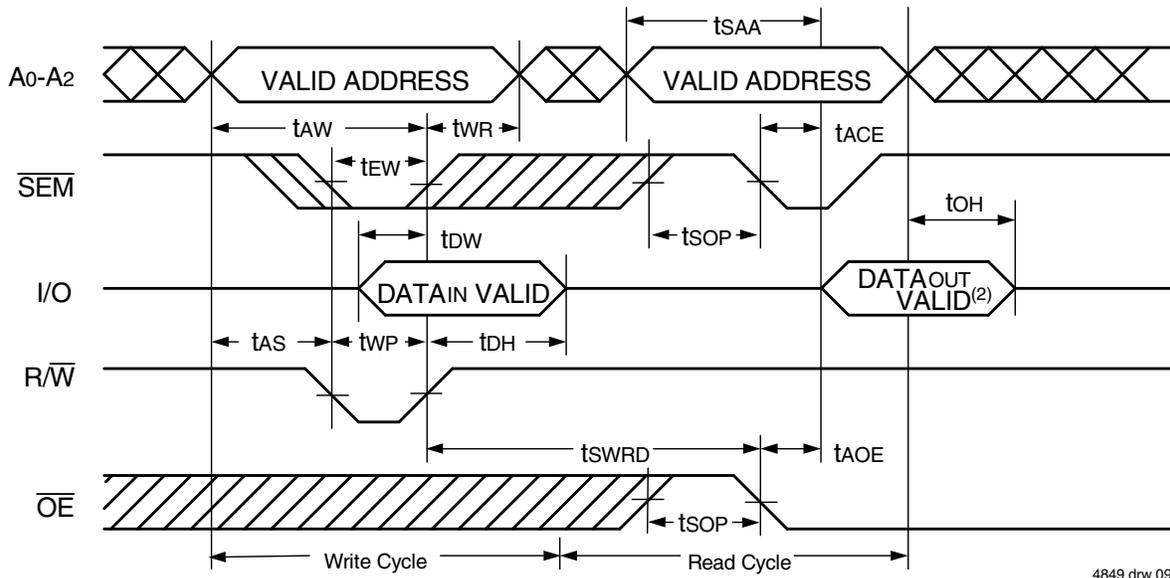 tSAA
A0-A2 VALID ADDRESS VALID ADDRESS
tAW tWR tACE
tEW
SEM
tSOP tOH
tDW
I/O DATAIN VALID DATAOUT VALID(2)
tAS tWP tDH
R/W
tSWRD tAOE
OE
tSOP
Write Cycle Read Cycle
4849 drw 09